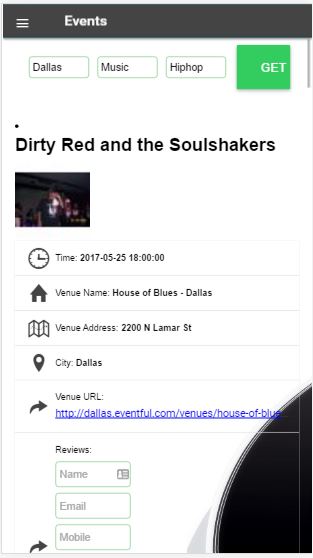 Events
Dallas Music Hiphop GET
Dirty Red and the Soulshakers
Time: 2017-05-25 18:00:00
Venue Name: House of Blues - Dallas
Venue Address: 2200 N Lamar St
City: Dallas
Venue URL:
http://dallas.eventful.com/venues/house-of-blue
Reviews:
Name
Email
Mobile